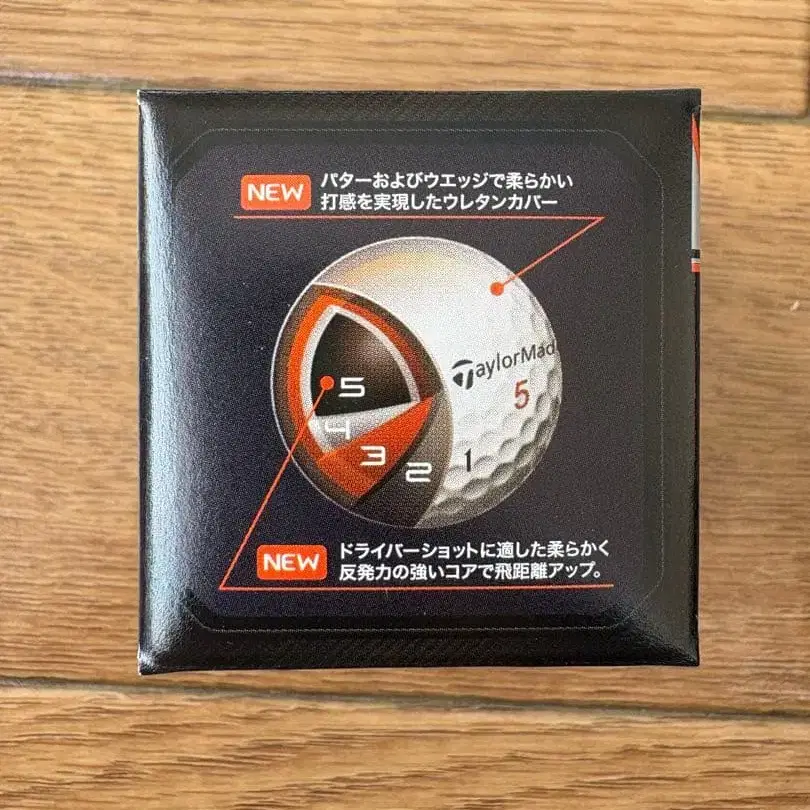 NEW
パターおよびウエッジで柔らかい
打感を実現したウレタンカバー
TaylorMad
5
5
4
3
2
1
NEW
ドライバーショットに適した柔らかく
反発力の強いコアで飛距離アップ。